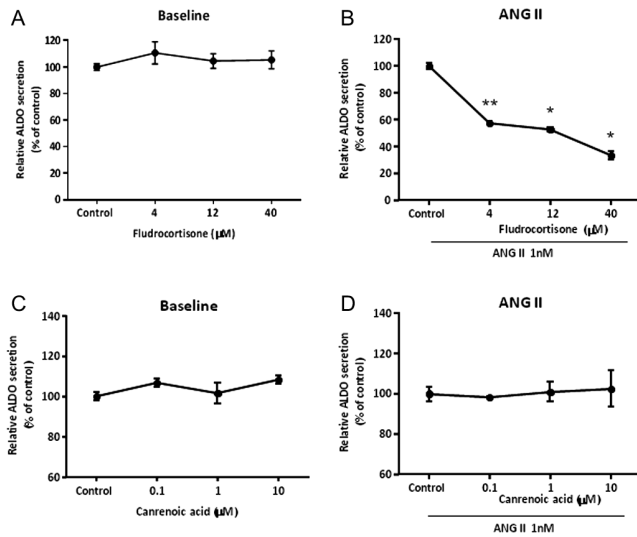 A
Baseline
Relative ALDO secretion
(% of control)
120
100
80
60
40
20
0
Control
4
12
40
Fludrocortisone (μM)
B
ANG II
Relative ALDO secretion
(% of control)
120
100
80
60
40
20
0
**
*
*
Control
4
12
40
Fludrocortisone (μM)
ANG II 1nM
C
Baseline
Relative ALDO secretion
(% of control)
140
120
100
80
60
Control
0.1
1
10
Canrenoic acid (μM)
D
ANG II
Relative ALDO secretion
(% of control)
140
120
100
80
60
Control
0.1
1
10
Canrenoic acid (μM)
ANG II 1nM